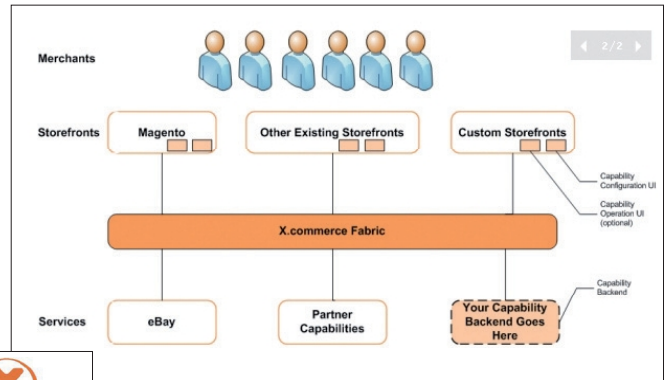 2/2
Merchants
Storefronts
Magento
Other Existing Storefronts
Custom Storefronts
Capability
Configuration UI
Capability
Operation UI
(optional)
X.commerce Fabric
Capability
Backend
Services
eBay
Partner
Capabilities
Your Capability
Backend Goes
Here
X